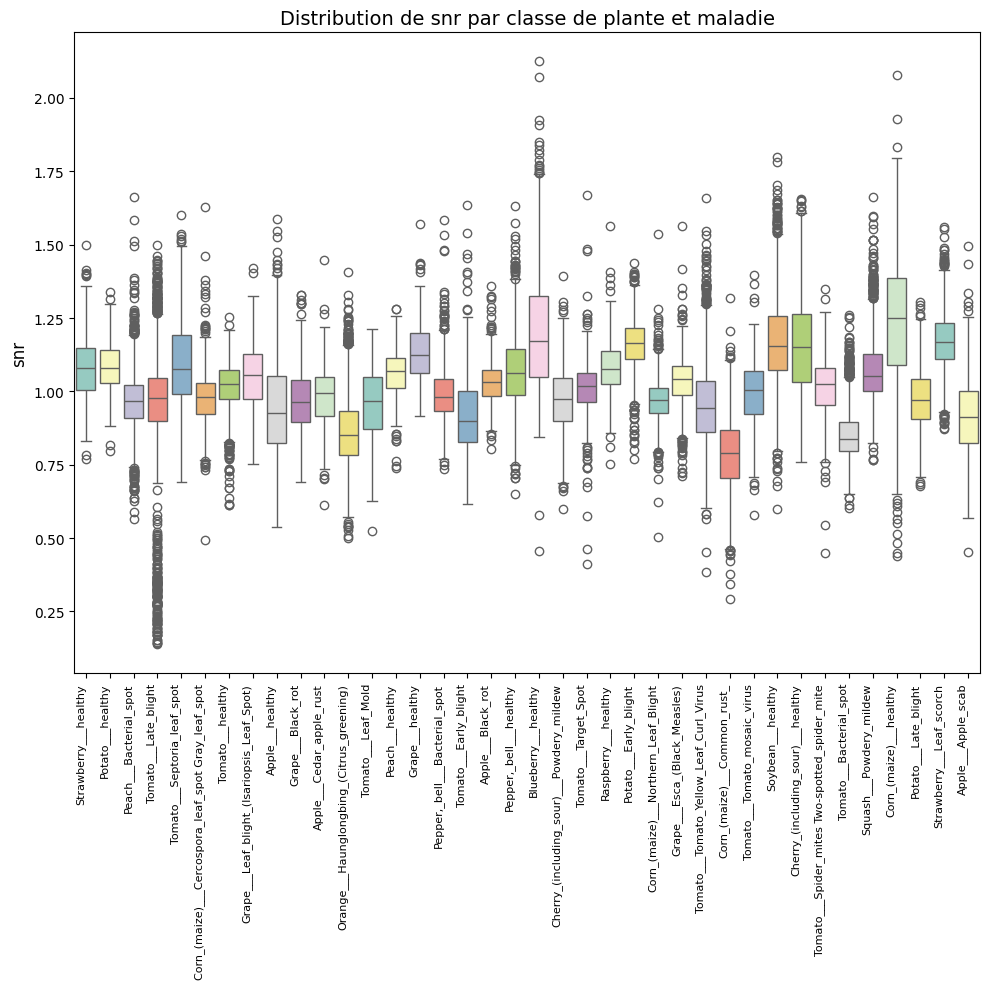 Distribution de snr par classe de plante et maladie
snr
2.00
1.75
1.50
1.25
1.00
0.75
0.50
0.25
Strawberry___healthy
Potato___healthy
Peach___Bacterial_spot
Tomato___Late_blight
Tomato___Septoria_leaf_spot
Corn_(maize)___Cercospora_leaf_spot Gray_leaf_spot
Tomato___healthy
Grape___Leaf_blight_(Isariopsis_Leaf_Spot)
Apple___healthy
Grape___Black_rot
Apple___Cedar_apple_rust
Orange___Haunglongbing_(Citrus_greening)
Tomato___Leaf_Mold
Peach___healthy
Grape___healthy
Pepper,_bell___Bacterial_spot
Tomato___Early_blight
Apple___Black_rot
Pepper,_bell___healthy
Blueberry___healthy
Cherry_(including_sour)___Powdery_mildew
Tomato___Target_Spot
Raspberry___healthy
Potato___Early_blight
Corn_(maize)___Northern_Leaf_Blight
Grape___Esca_(Black_Measles)
Tomato___Tomato_Yellow_Leaf_Curl_Virus
Corn_(maize)___Common_rust_
Tomato___Tomato_mosaic_virus
Soybean___healthy
Cherry_(including_sour)___healthy
Tomato___Spider_mites Two-spotted_spider_mite
Tomato___Bacterial_spot
Squash___Powdery_mildew
Corn_(maize)___healthy
Potato___Late_blight
Strawberry___Leaf_scorch
Apple___Apple_scab